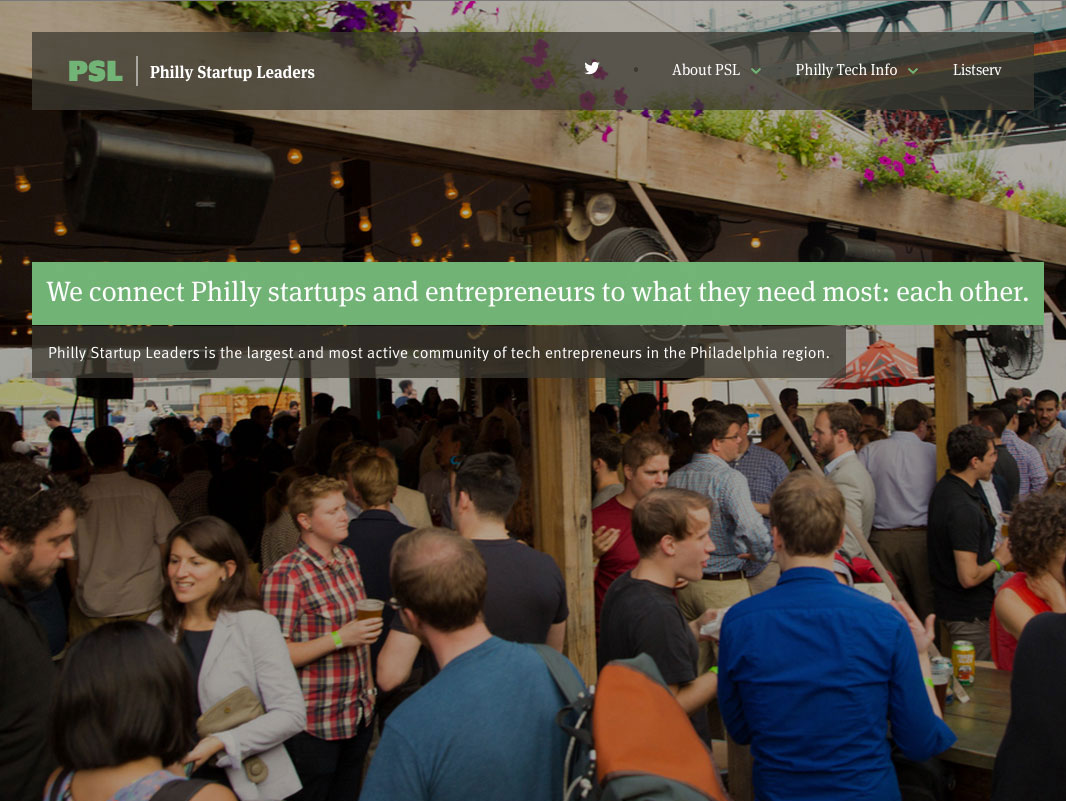 PSL
Philly Startup Leaders
About PSL
Philly Tech Info
Listserv
We connect Philly startups and entrepreneurs to what they need most: each other.
Philly Startup Leaders is the largest and most active community of tech entrepreneurs in the Philadelphia region.